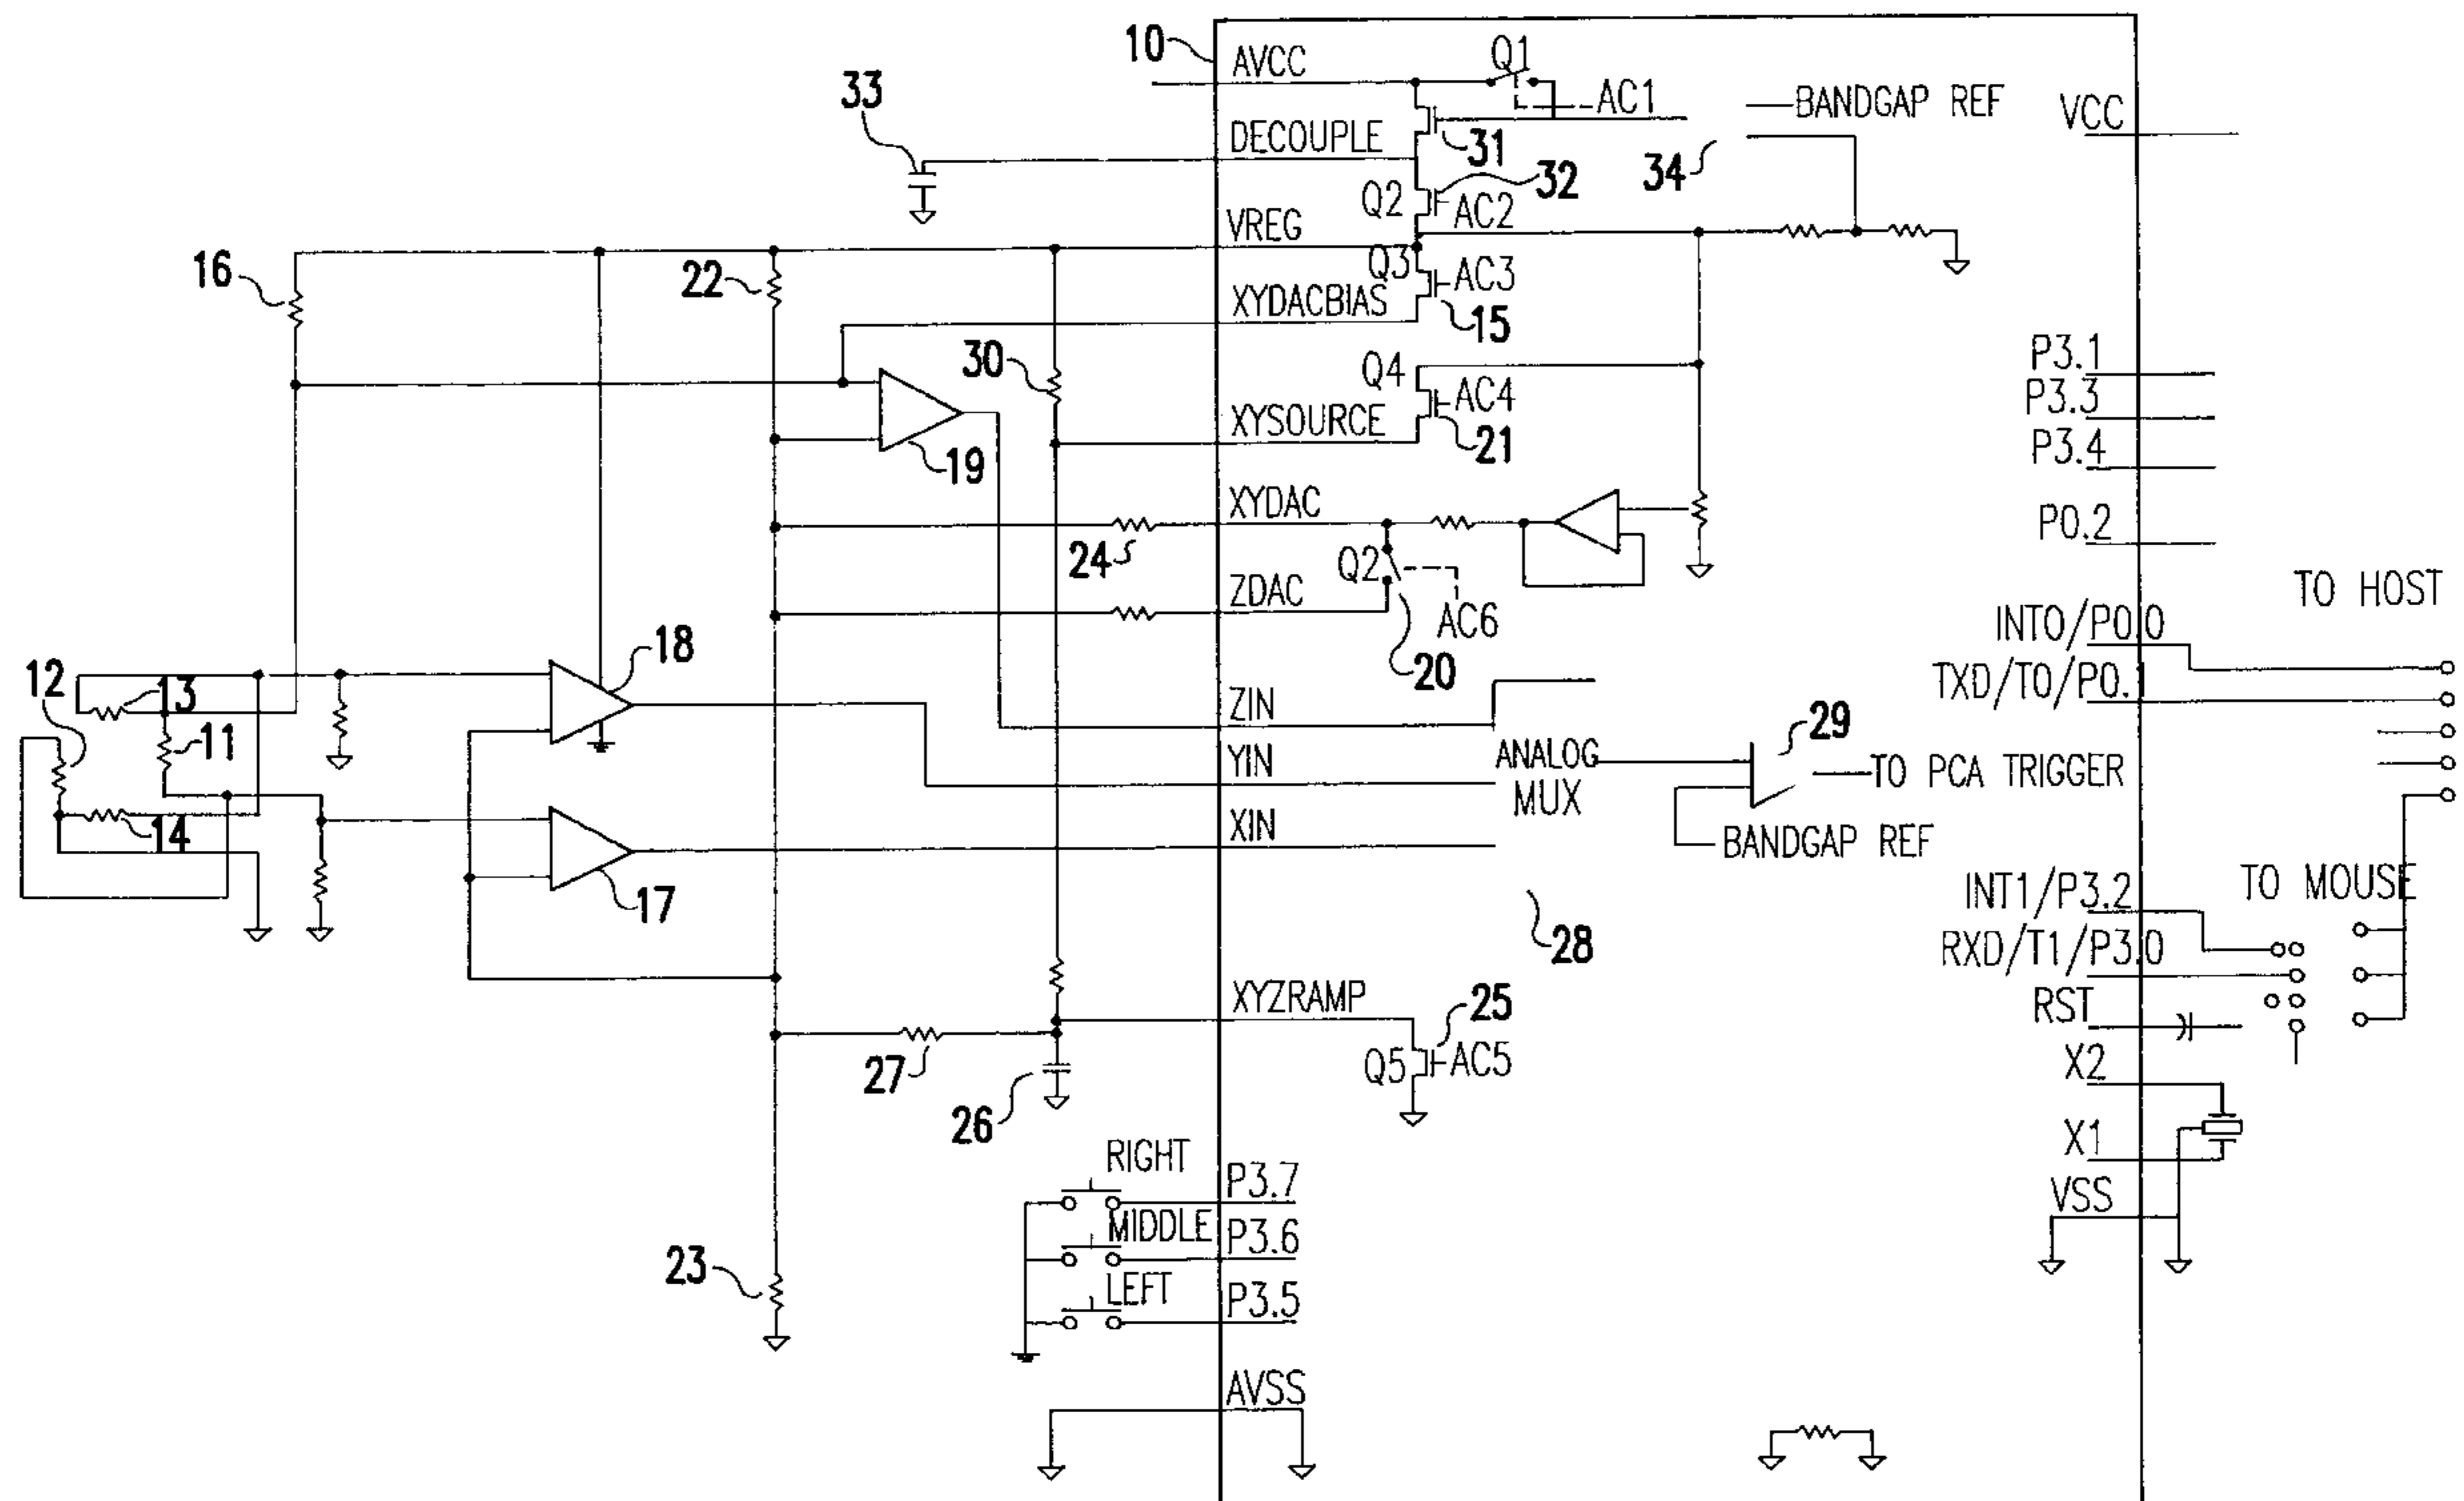 10
AVCC
Q1
AC1
BANDGAP REF
VCC
33
DECOUPLE
31
34
Q2
32
AC2
VREG
16
22
Q3
AC3
XYDACBIAS
15
30
Q4
AC4
P3.1
P3.3
XYSOURCE
21
P3.4
19
XYDAC
P0.2
24
Q2
ZDAC
AC6
20
TO HOST
INT0/P0.0
TXD/T0/P0.
18
12
13
11
14
17
ZIN
YIN
XIN
ANALOG
MUX
29
TO PCA TRIGGER
BANDGAP REF
28
INT1/P3.2
TO MOUSE
RXD/T1/P3.0
RST
XYZRAMP
25
Q5
AC5
27
26
X2
X1
VSS
RIGHT
P3.7
MIDDLE
P3.6
LEFT
P3.5
23
AVSS